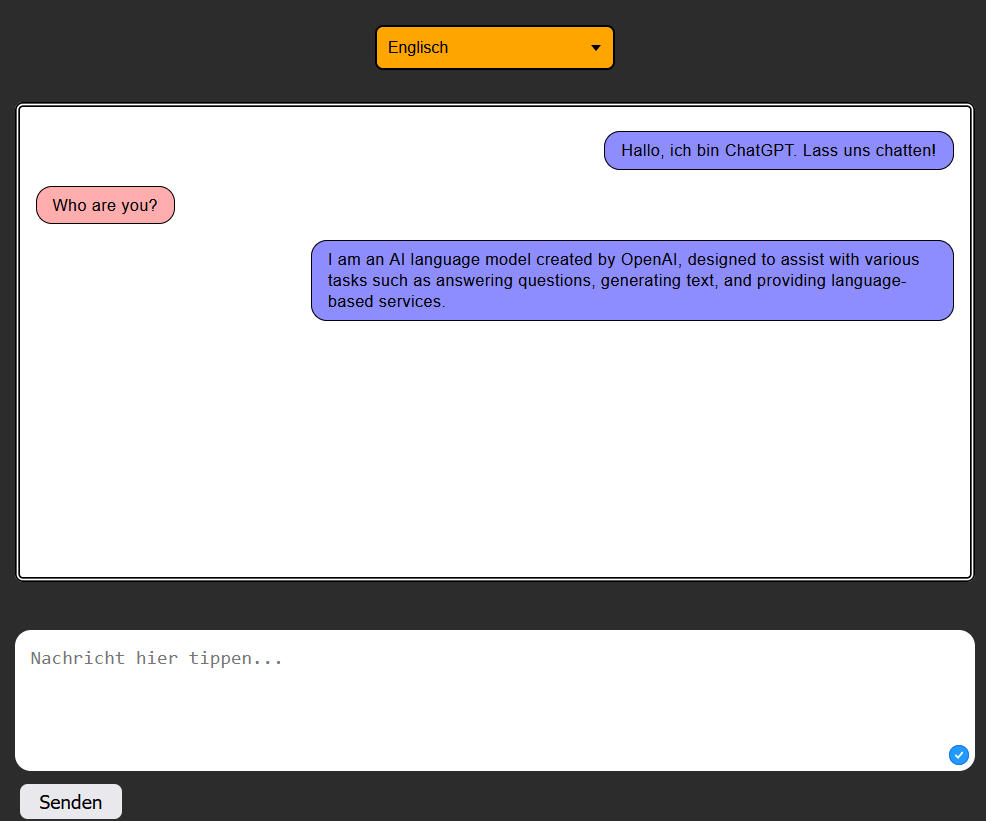 Englisch
Hallo, ich bin ChatGPT. Lass uns chatten!
Who are you?
I am an AI language model created by OpenAI, designed to assist with various
tasks such as answering questions, generating text, and providing language-
based services.
Nachricht hier tippen...
Senden